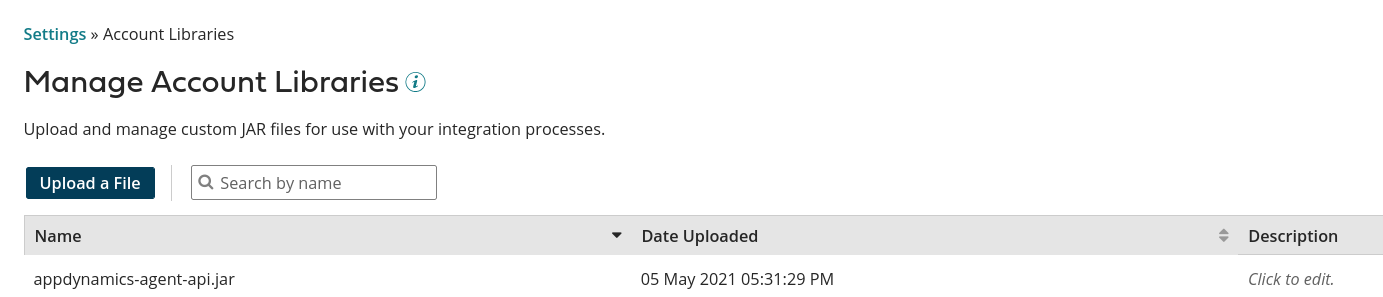 Settings » Account Libraries
Manage Account Libraries i
Upload and manage custom JAR files for use with your integration processes.
Upload a File Search by name
Name Date Uploaded Description
appdynamics-agent-api.jar 05 May 2021 05:31:29 PM Click to edit.